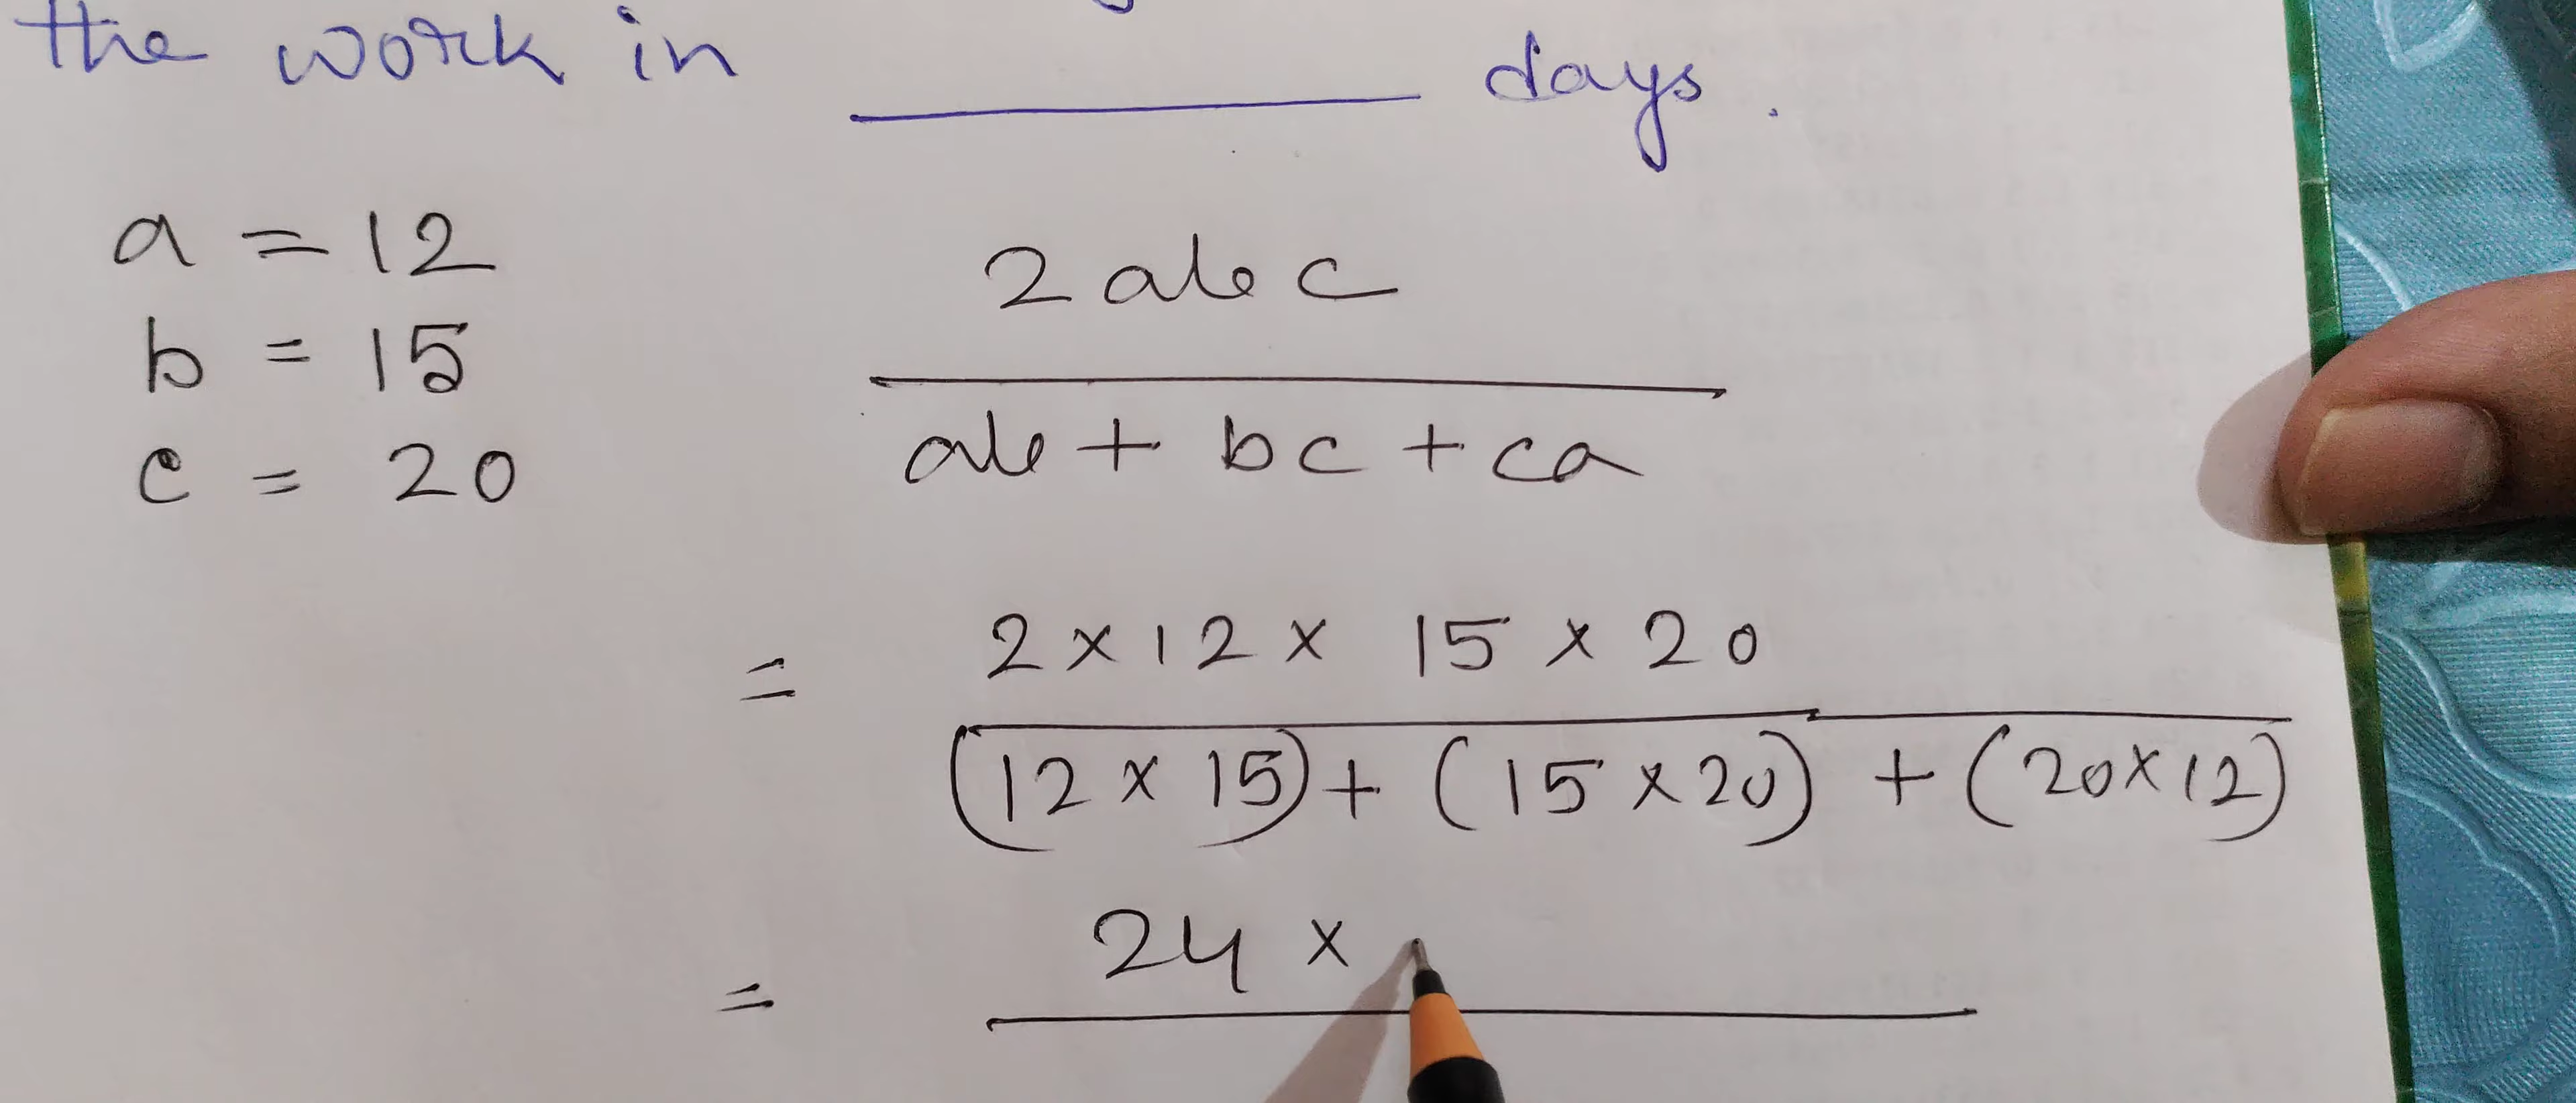 the work in ________ days.
a = 12
b = 15
c = 20
2abc
ab + bc + ca
= 2 × 12 × 15 × 20
(12 × 15) + (15 × 20) + (20 × 12)
= 24 ×